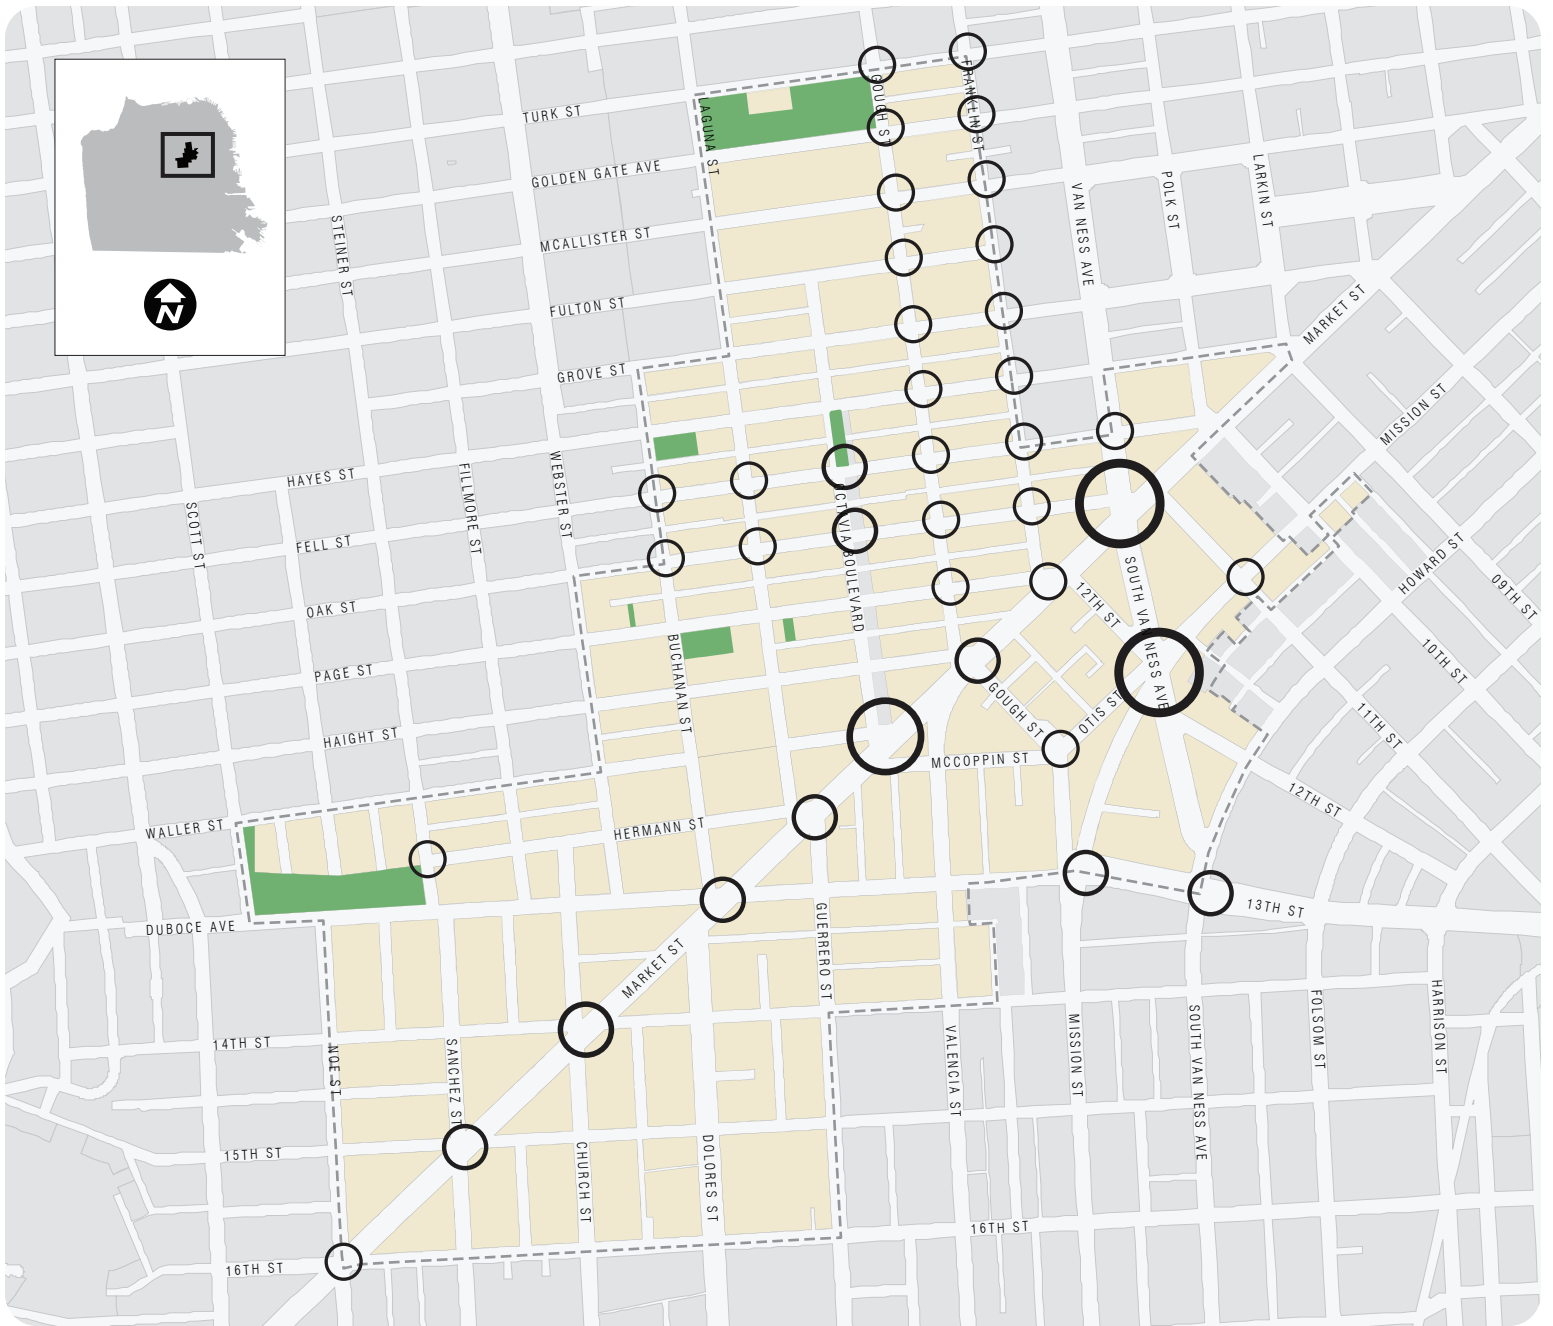 TURK ST
GOLDEN GATE AVE
MCALLISTER ST
FULTON ST
GROVE ST
HAYES ST
FELL ST
OAK ST
PAGE ST
HAIGHT ST
WALLER ST
HERMANN ST
DUBOCE AVE
14TH ST
15TH ST
16TH ST
16TH ST
N
STEINER ST
SCOTT ST
FILLMORE ST
WEBSTER ST
LAGUNA ST
GOUGH ST
FRANKLIN ST
VAN NESS AVE
POLK ST
LARKIN ST
MARKET ST
MISSION ST
HOWARD ST
09TH ST
10TH ST
11TH ST
12TH ST
12TH ST
13TH ST
OCTAVIA BOULEVARD
BUCHANAN ST
SOUTH VAN NESS AVE
GOUGH ST
OTIS ST
MCCOPPIN ST
MARKET ST
GUERRERO ST
NOE ST
SANCHEZ ST
CHURCH ST
DOLORES ST
VALENCIA ST
MISSION ST
SOUTH VAN NESS AVE
FOLSOM ST
HARRISON ST